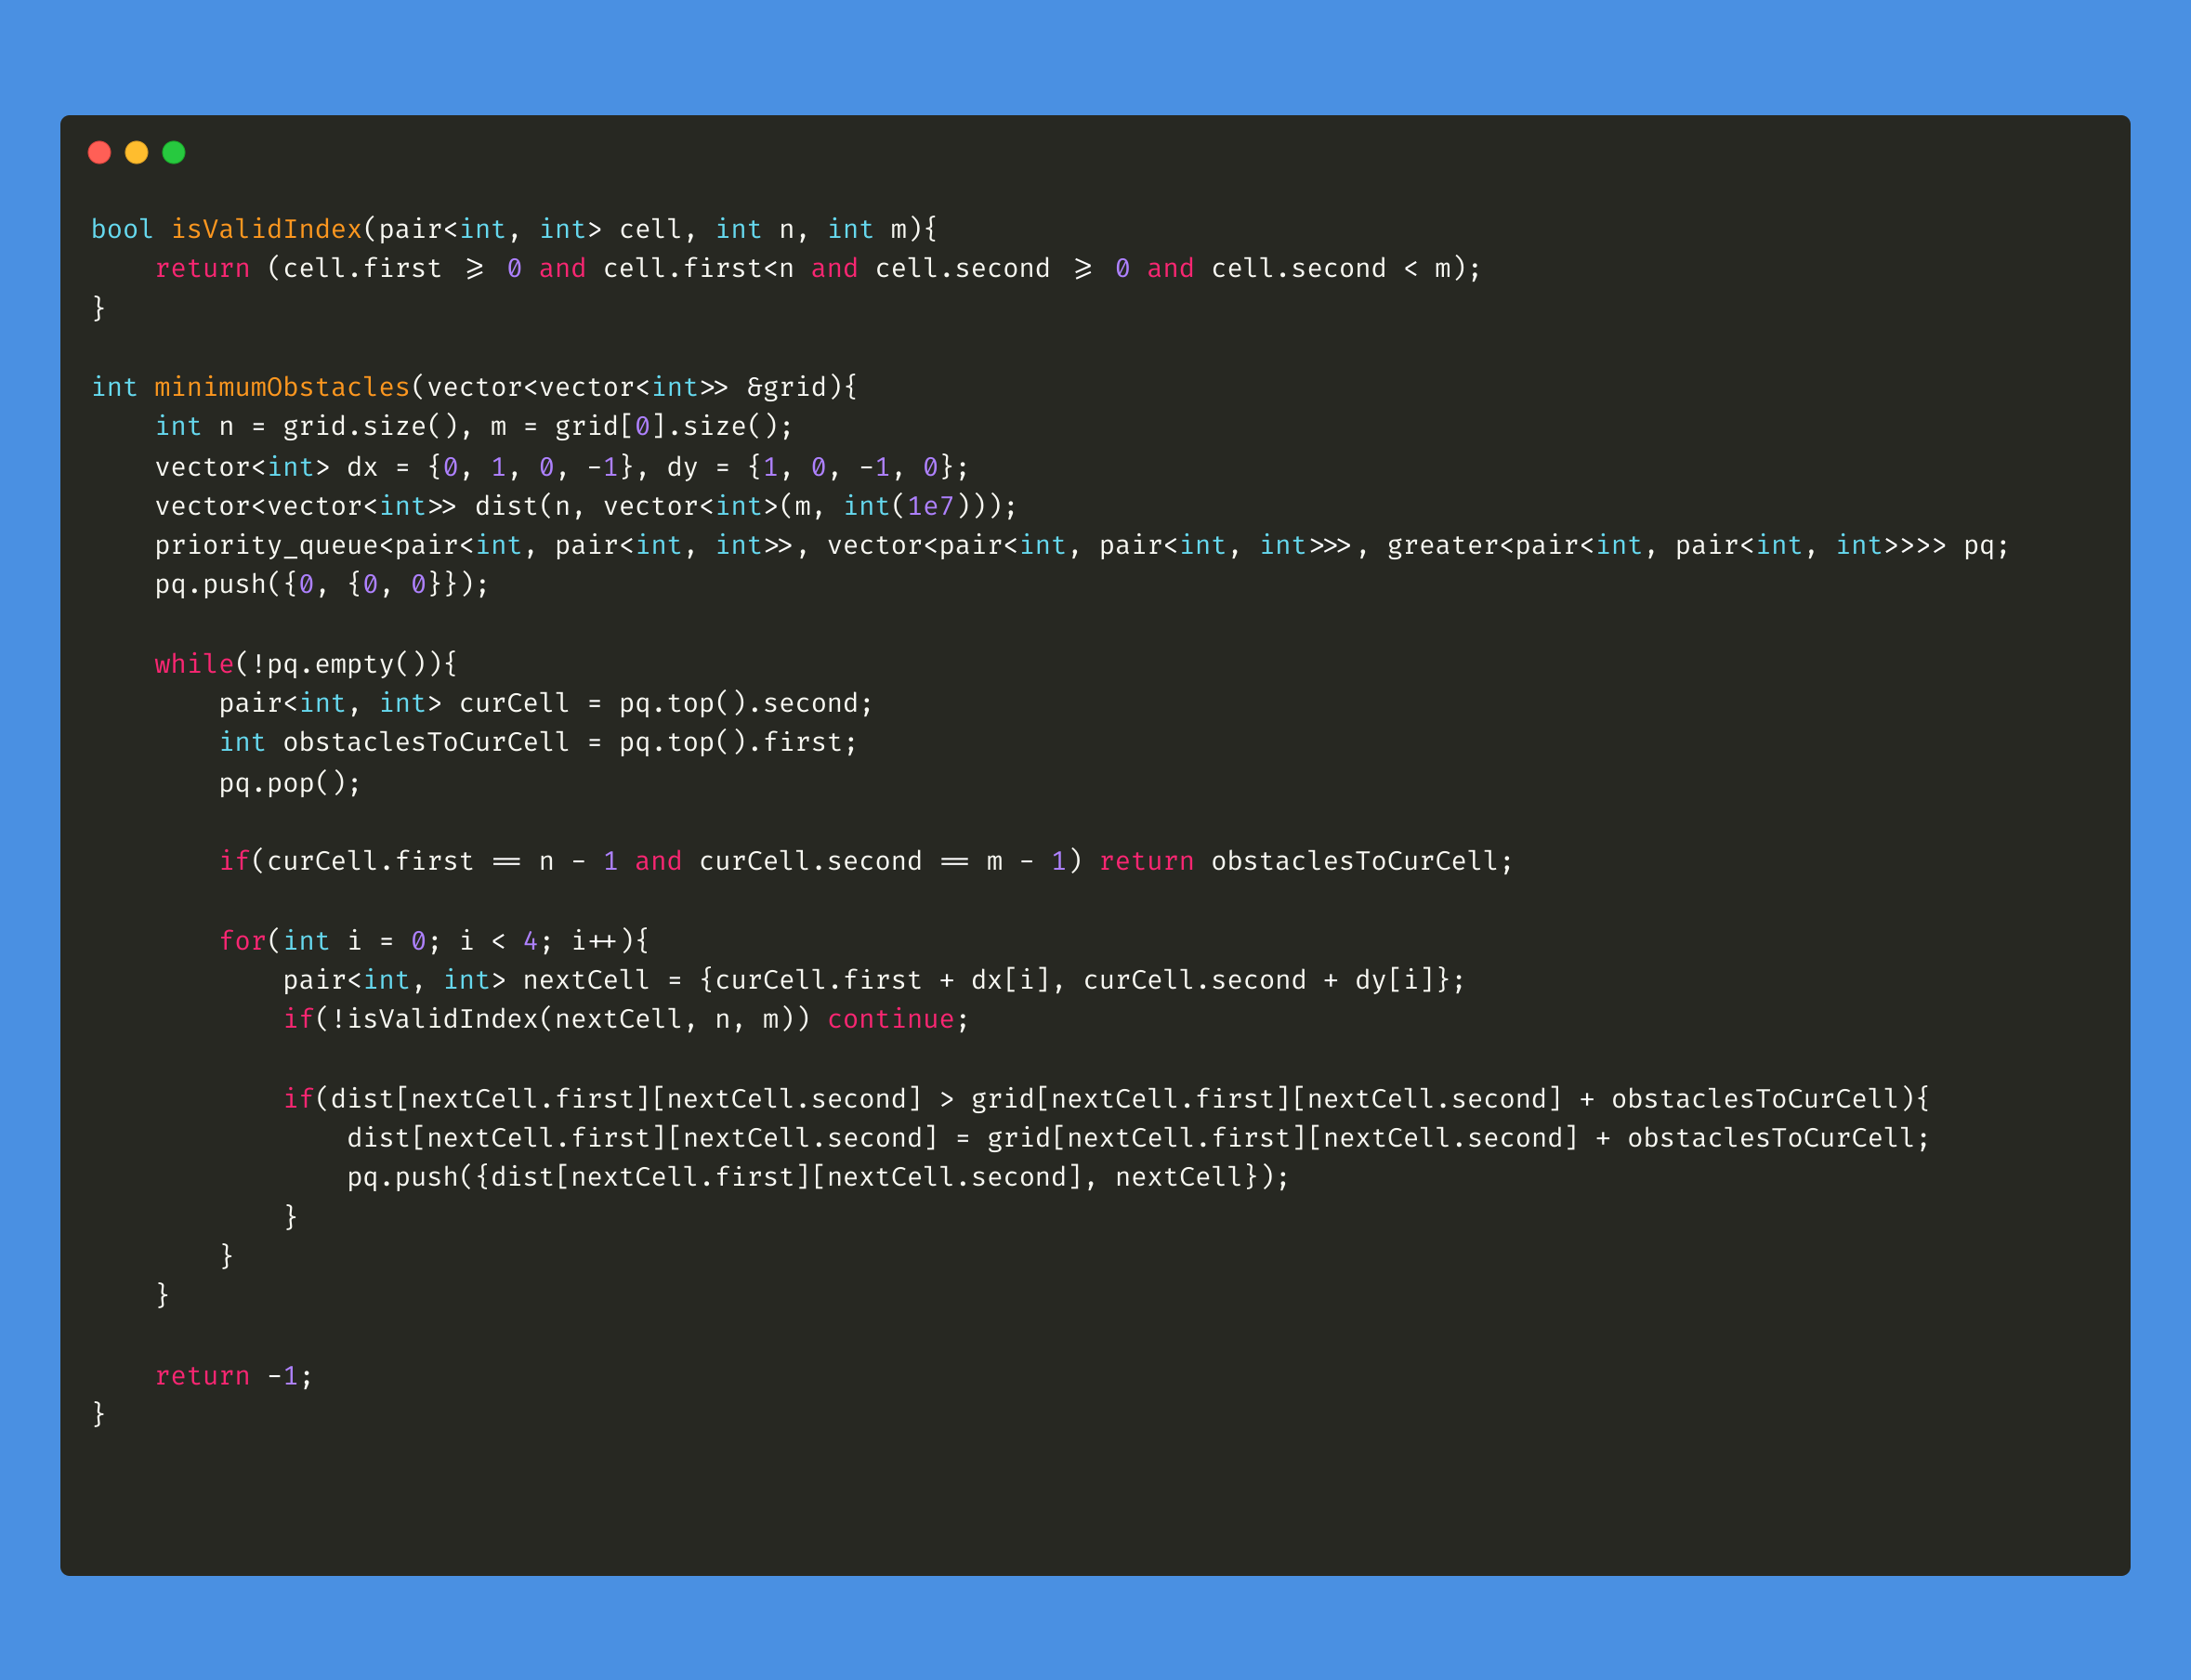 bool isValidIndex(pair<int, int> cell, int n, int m){
    return (cell.first >= 0 and cell.first<n and cell.second >= 0 and cell.second < m);
}

int minimumObstacles(vector<vector<int>> &grid){
    int n = grid.size(), m = grid[0].size();
    vector<int> dx = {0, 1, 0, -1}, dy = {1, 0, -1, 0};
    vector<vector<int>> dist(n, vector<int>(m, int(1e7)));
    priority_queue<pair<int, pair<int, int>>, vector<pair<int, pair<int, int>>>, greater<pair<int, pair<int, int>>>> pq;
    pq.push({0, {0, 0}});

    while(!pq.empty()){
        pair<int, int> curCell = pq.top().second;
        int obstaclesToCurCell = pq.top().first;
        pq.pop();

        if(curCell.first == n - 1 and curCell.second == m - 1) return obstaclesToCurCell;

        for(int i = 0; i < 4; i++){
            pair<int, int> nextCell = {curCell.first + dx[i], curCell.second + dy[i]};
            if(!isValidIndex(nextCell, n, m)) continue;

            if(dist[nextCell.first][nextCell.second] > grid[nextCell.first][nextCell.second] + obstaclesToCurCell){
                dist[nextCell.first][nextCell.second] = grid[nextCell.first][nextCell.second] + obstaclesToCurCell;
                pq.push({dist[nextCell.first][nextCell.second], nextCell});
            }
        }
    }

    return -1;
}